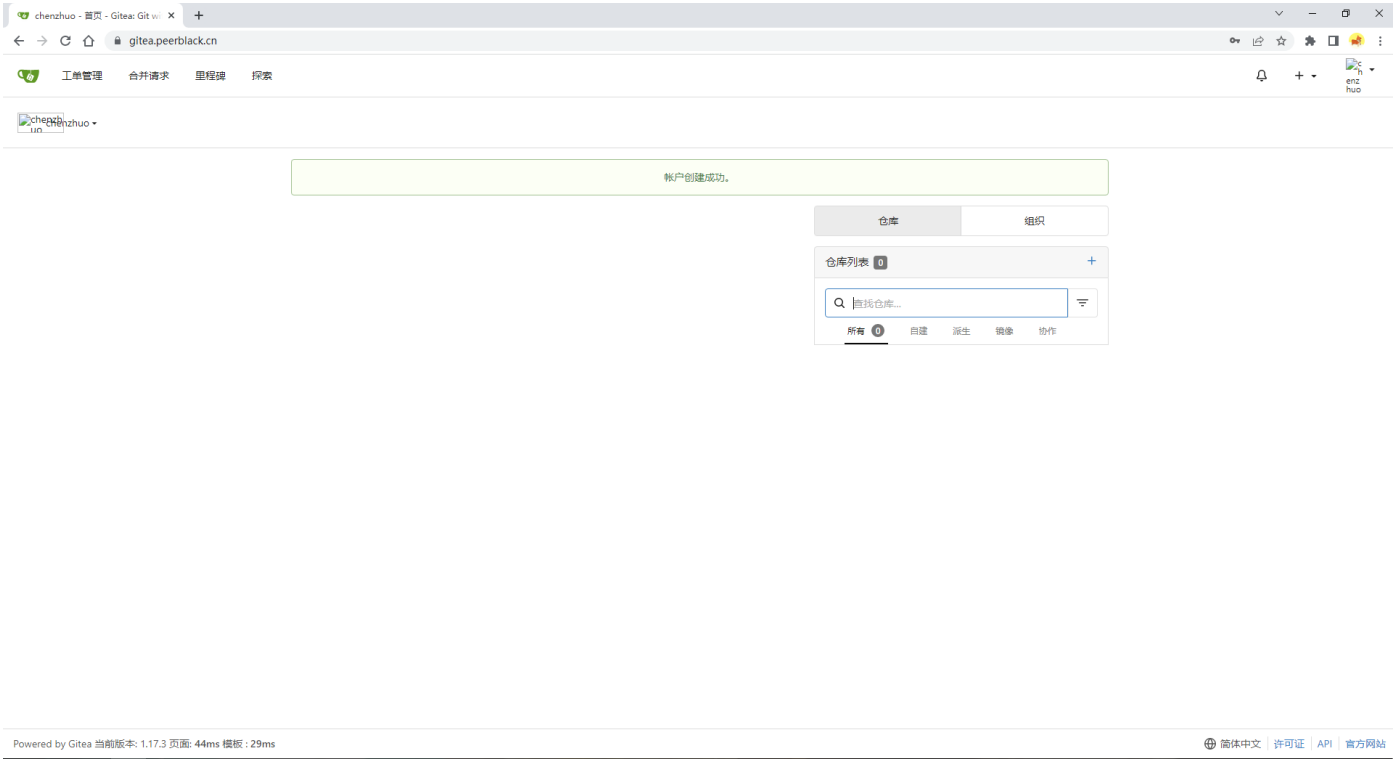 chenzhuo - 首页 - Gitea: Git wi
gitea.peerblack.cn
工单管理 合并请求 里程碑 探索
c
h
enz
huo
chenzh
uo
chenzhuo
帐户创建成功。
仓库 组织
仓库列表 0
查找仓库...
所有 0 自建 派生 镜像 协作
Powered by Gitea 当前版本: 1.17.3 页面: 44ms 模板 : 29ms
简体中文 许可证 API 官方网站